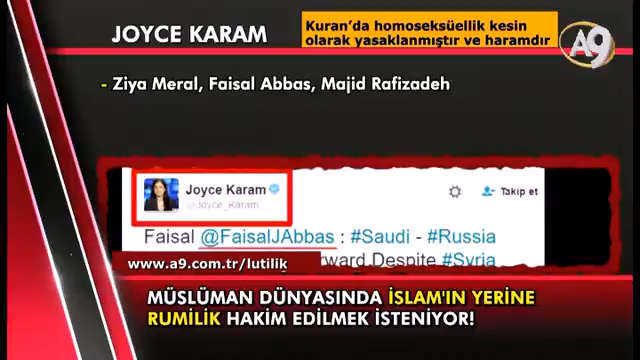 JOYCE KARAM
Kuran'da homoseksüellik kesin
olarak yasaklanmıştır ve haramdır
A9
- Ziya Meral, Faisal Abbas, Majid Rafizadeh
Joyce Karam
@Joyce_Karam
Takip et
Faisal @FaisalJAbbas : #Saudi - #Russia
rward Despite #Syria
www.a9.com.tr/lutilik
MÜSLÜMAN DÜNYASINDA İSLAM'IN YERİNE
RUMİLİK HAKİM EDİLMEK İSTENİYOR!